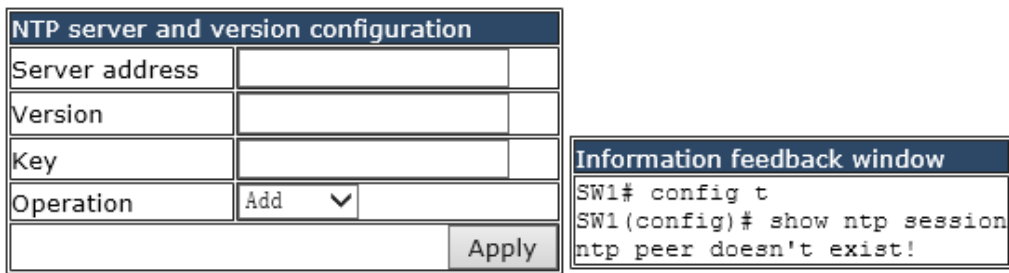 NTP server and version configuration
Server address
Version
Key
Operation Add
Apply
Information feedback window
SW1# config t
SW1(config)# show ntp session
ntp peer doesn't exist!